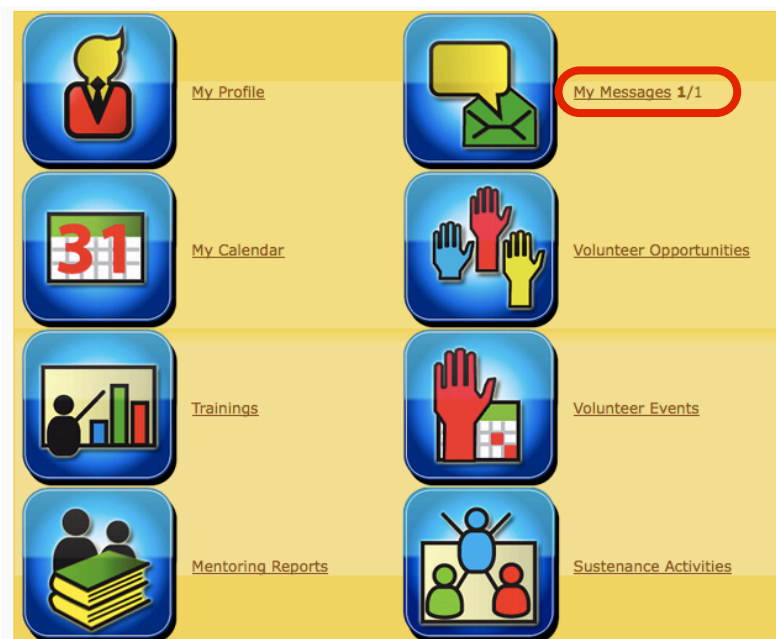 My Profile
My Messages 1/1
31
My Calendar
Volunteer Opportunities
Trainings
Volunteer Events
Mentoring Reports
Sustenance Activities